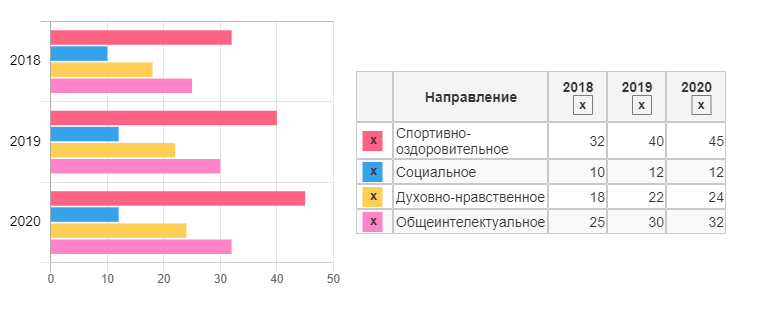 2018
2019
2020
0 10 20 30 40 50
Направление 2018 2019 2020
x x x
x Спортивно-
оздоровительное 32 40 45
x Социальное 10 12 12
x Духовно-нравственное 18 22 24
x Общеинтелектуальное 25 30 32